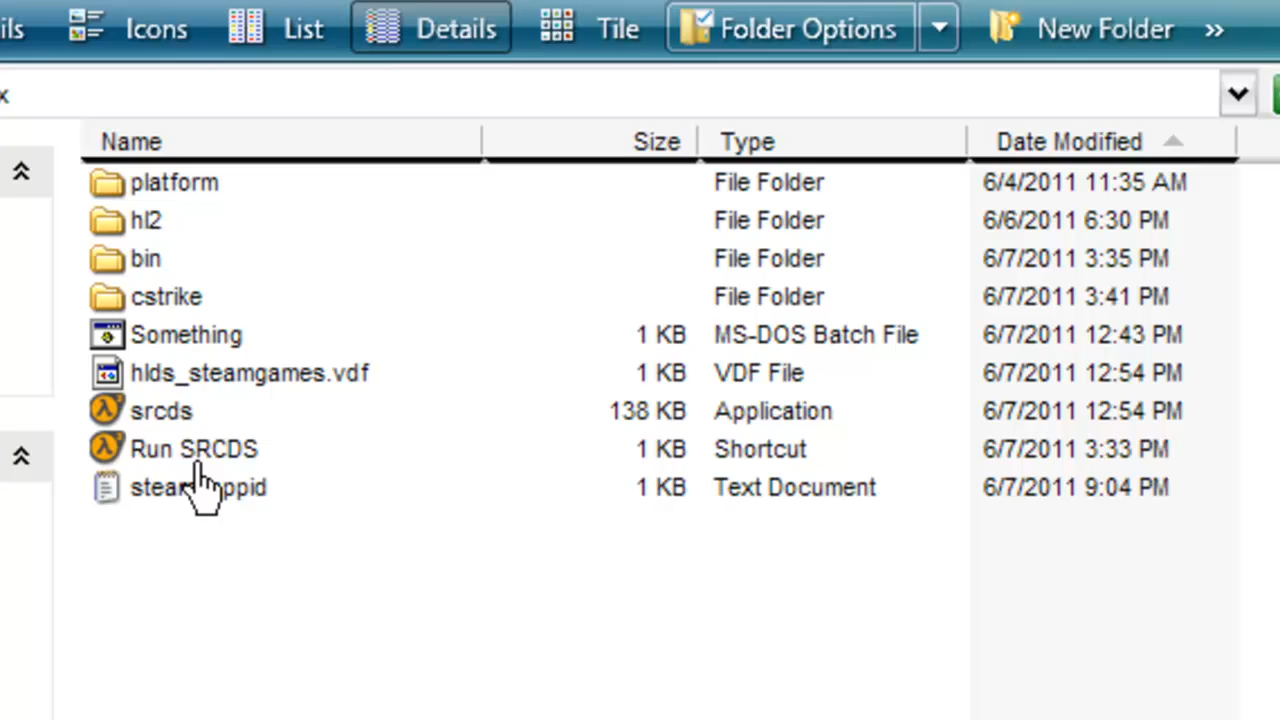 ils Icons List Details Tile Folder Options New Folder »
x
Name Size Type Date Modified
platform File Folder 6/4/2011 11:35 AM
hl2 File Folder 6/6/2011 6:30 PM
bin File Folder 6/7/2011 3:35 PM
cstrike File Folder 6/7/2011 3:41 PM
Something 1 KB MS-DOS Batch File 6/7/2011 12:43 PM
hlds_steamgames.vdf 1 KB VDF File 6/7/2011 12:54 PM
srcds 138 KB Application 6/7/2011 12:54 PM
Run SRCDS 1 KB Shortcut 6/7/2011 3:33 PM
1 KB Text Document 6/7/2011 9:04 PM